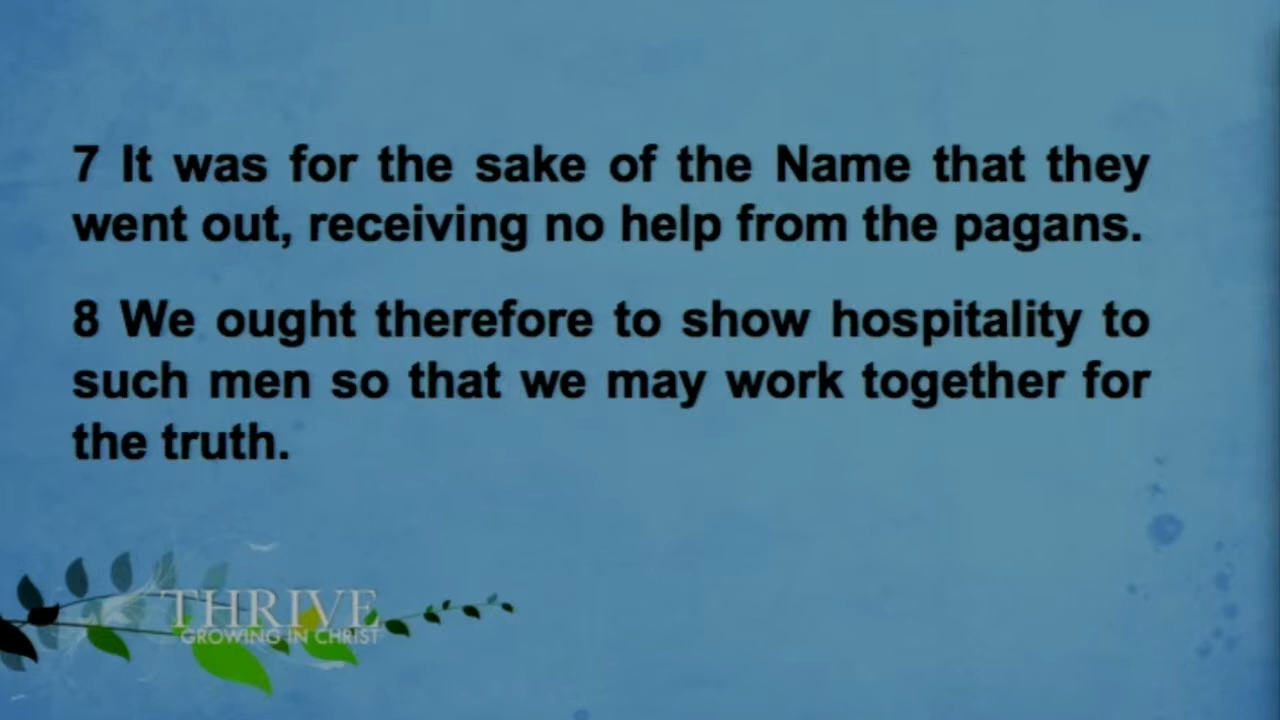 7 It was for the sake of the Name that they
went out, receiving no help from the pagans.
8 We ought therefore to show hospitality to
such men so that we may work together for
the truth.
THRIVE
GROWING IN CHRIST